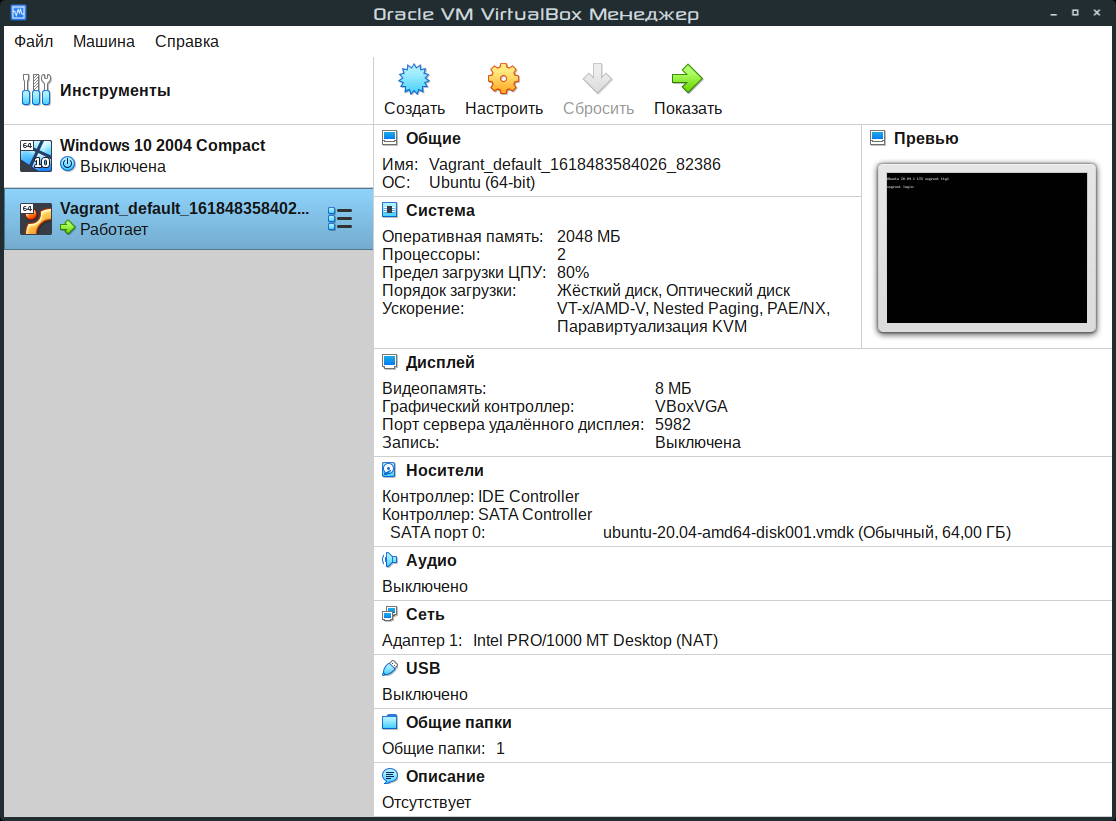 Oracle VM VirtualBox Менеджер
Файл Машина Справка
Инструменты
Создать Настроить Сбросить Показать
64 10 Windows 10 2004 Compact
Выключена
64 Vagrant_default_161848358402...
Работает
Общие
Имя: Vagrant_default_1618483584026_82386
ОС: Ubuntu (64-bit)
Превью
Система
Оперативная память: 2048 МБ
Процессоры: 2
Предел загрузки ЦПУ: 80%
Порядок загрузки: Жёсткий диск, Оптический диск
Ускорение: VT-x/AMD-V, Nested Paging, PAE/NX,
Паравиртуализация KVM
Дисплей
Видеопамять: 8 МБ
Графический контроллер: VBoxVGA
Порт сервера удалённого дисплея: 5982
Запись: Выключена
Носители
Контроллер: IDE Controller
Контроллер: SATA Controller
SATA порт 0: ubuntu-20.04-amd64-disk001.vmdk (Обычный, 64,00 ГБ)
Аудио
Выключено
Сеть
Адаптер 1: Intel PRO/1000 MT Desktop (NAT)
USB
Выключено
Общие папки
Общие папки: 1
Описание
Отсутствует